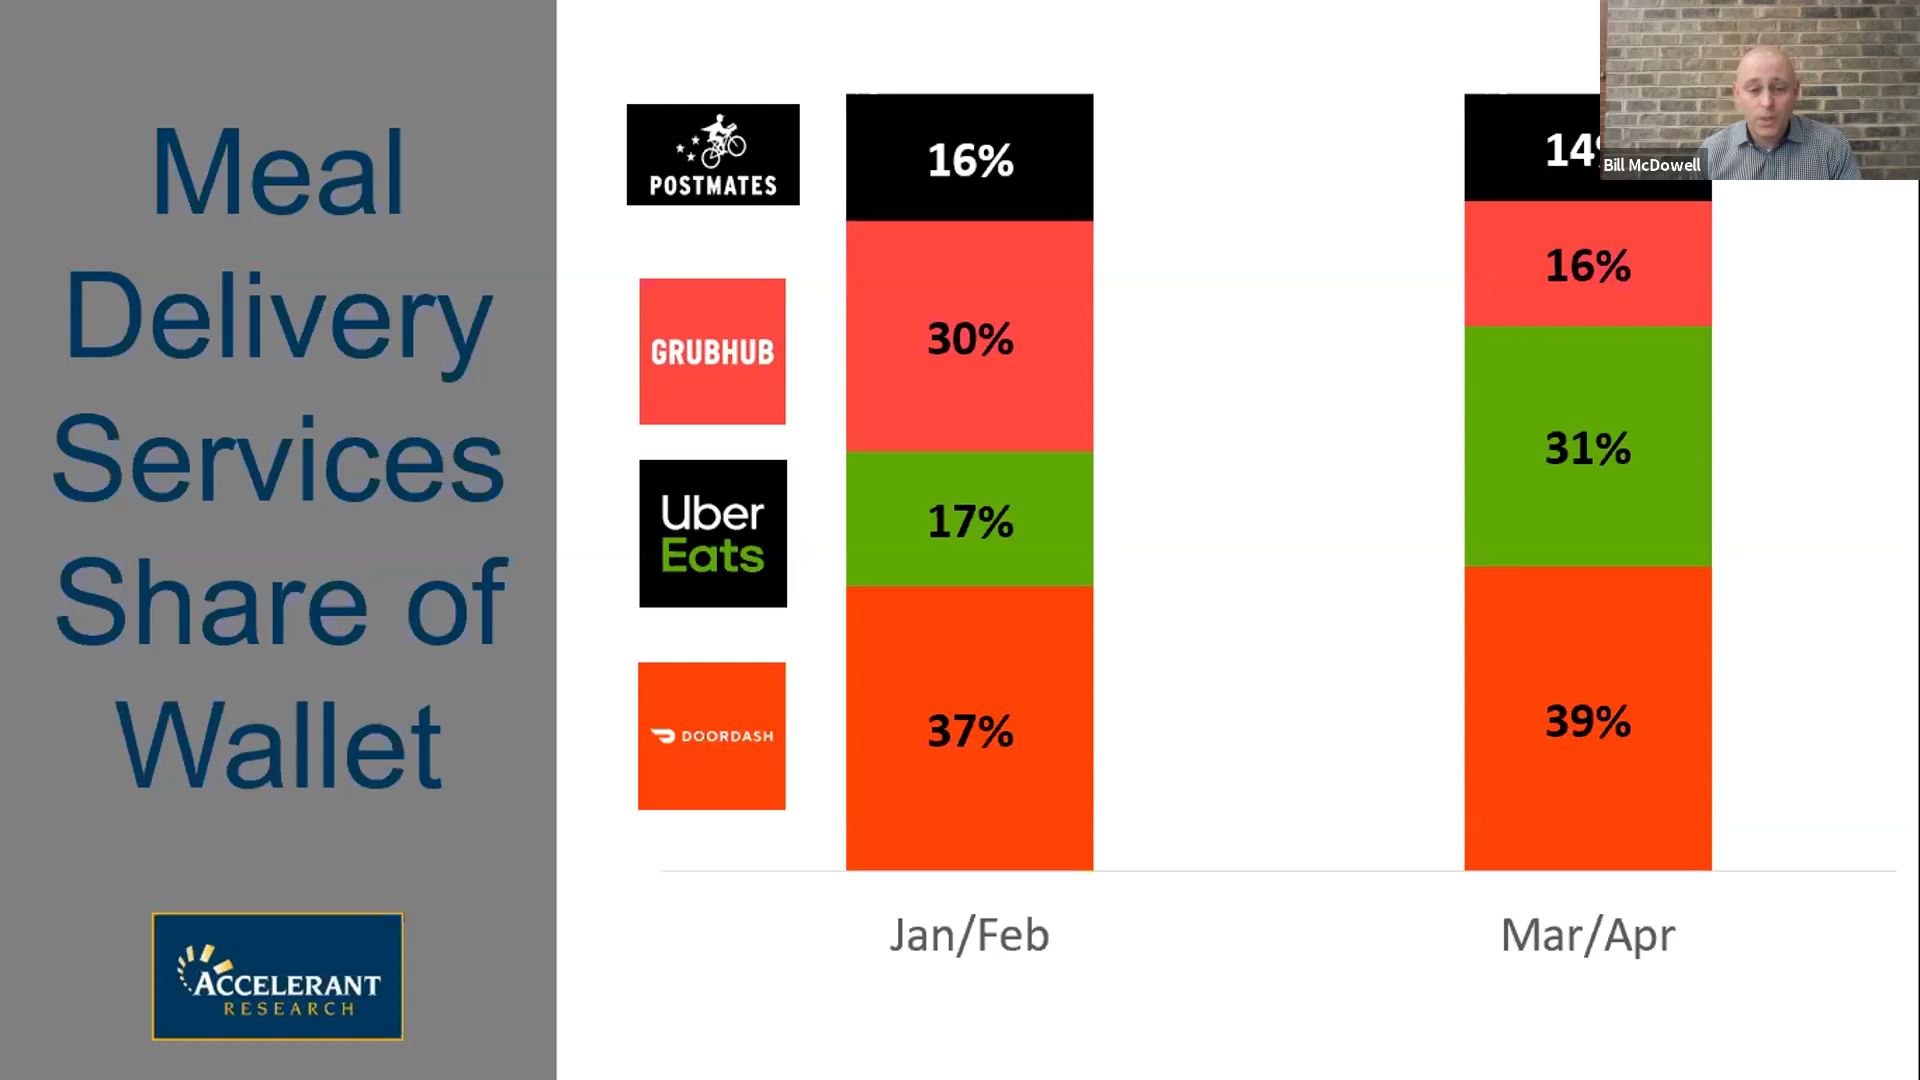 Meal
Delivery
Services
Share of
Wallet
ACCELERANT
RESEARCH
POSTMATES
GRUBHUB
Uber
Eats
DOORDASH
16%
30%
17%
37%
Jan/Feb
14
16%
31%
39%
Mar/Apr
Bill McDowell